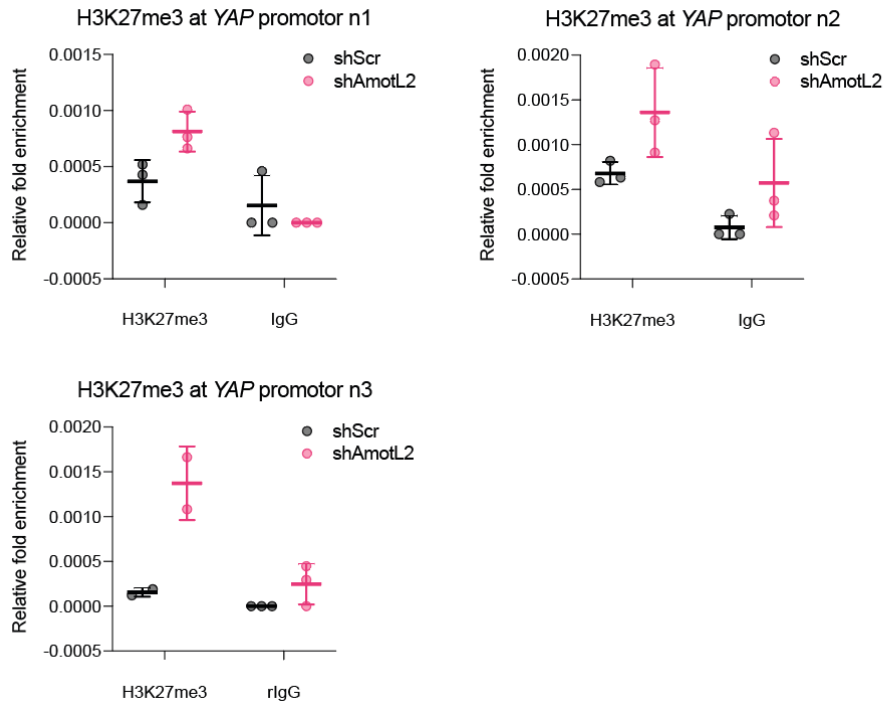 H3K27me3 at YAP promotor n1
Relative fold enrichment
0.0015
0.0010
0.0005
0.0000
-0.0005
shScr
shAmotL2
H3K27me3 IgG
H3K27me3 at YAP promotor n2
Relative fold enrichment
0.0020
0.0015
0.0010
0.0005
0.0000
-0.0005
shScr
shAmotL2
H3K27me3 IgG
H3K27me3 at YAP promotor n3
Relative fold enrichment
0.0020
0.0015
0.0010
0.0005
0.0000
-0.0005
shScr
shAmotL2
H3K27me3 rIgG